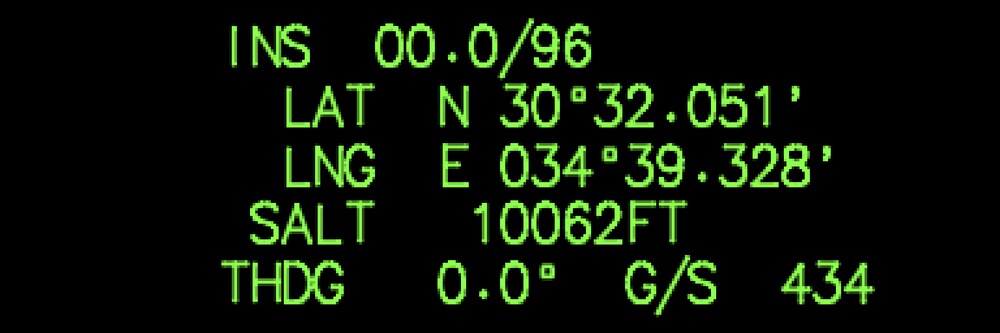 INS 00.0/96
LAT N 30°32.051'
LNG E 034°39.328'
SALT 10062FT
THDG 0.0° G/S 434